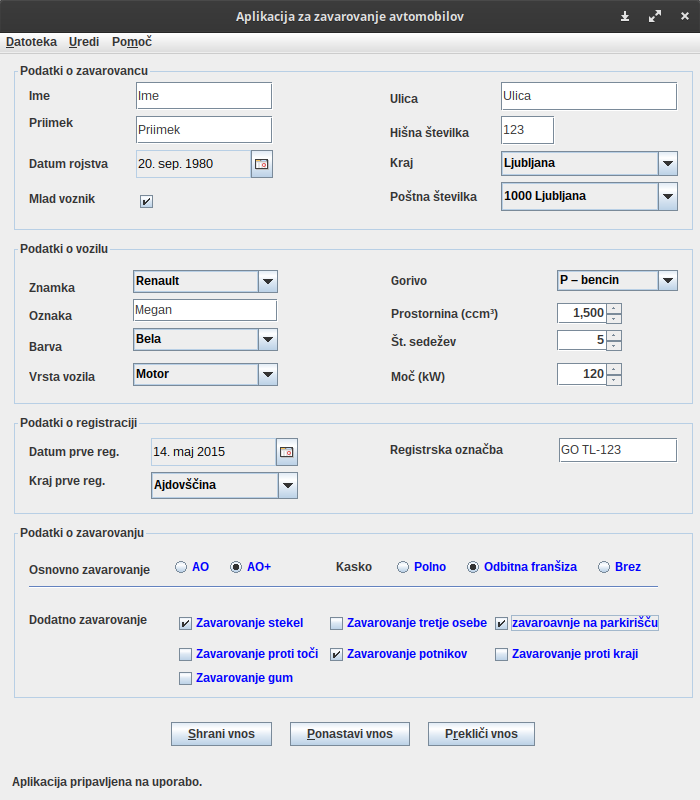 Aplikacija za zavarovanje avtomobilov
Datoteka Uredi Pomoč
Podatki o zavarovancu
Ime Ime
Priimek Priimek
Datum rojstva 20. sep. 1980
Mlad voznik
Ulica Ulica
Hišna številka 123
Kraj Ljubljana
Poštna številka 1000 Ljubljana
Podatki o vozilu
Znamka Renault
Oznaka Megan
Barva Bela
Vrsta vozila Motor
Gorivo P – bencin
Prostornina (ccm³) 1,500
Št. sedežev 5
Moč (kW) 120
Podatki o registraciji
Datum prve reg. 14. maj 2015
Kraj prve reg. Ajdovščina
Registrska označba GO TL-123
Podatki o zavarovanju
Osnovno zavarovanje AO AO+ Kasko Polno Odbitna franšiza Brez
Dodatno zavarovanje Zavarovanje stekel Zavarovanje tretje osebe zavaroavnje na parkirišču
Zavarovanje proti toči Zavarovanje potnikov Zavarovanje proti kraji
Zavarovanje gum
Shrani vnos Ponastavi vnos Prekliči vnos
Aplikacija pripavljena na uporabo.